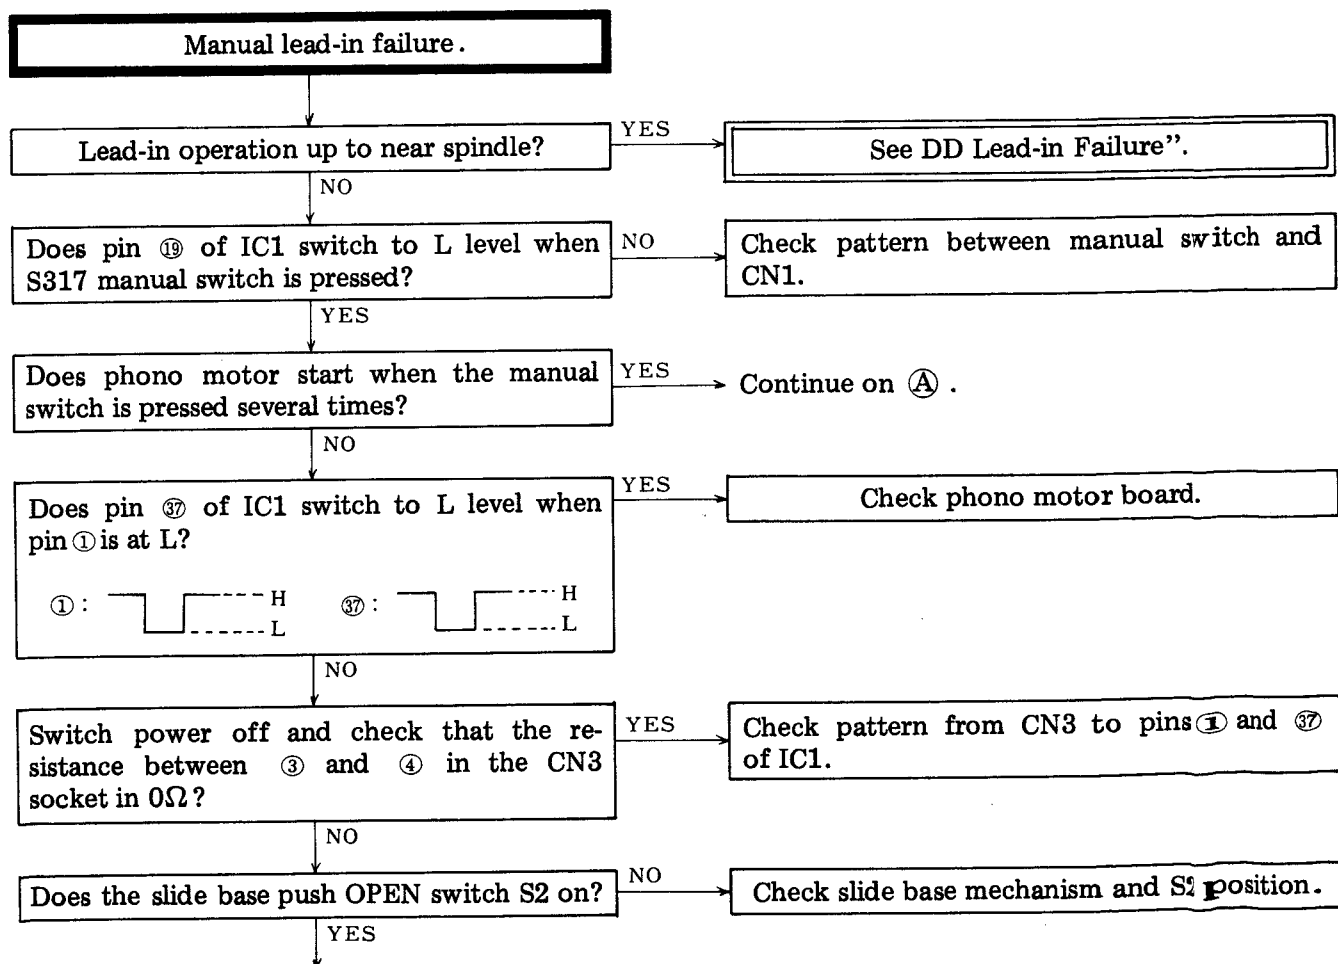 Manual lead-in failure.
Lead-in operation up to near spindle?
YES
See DD Lead-in Failure”.
NO
Does pin ⑲ of IC1 switch to L level when
S317 manual switch is pressed?
NO
Check pattern between manual switch and
CN1.
YES
Does phono motor start when the manual
switch is pressed several times?
YES
Continue on Ⓐ .
NO
Does pin ㊲ of IC1 switch to L level when
pin ① is at L?
① : H
L
㊲ : H
L
YES
Check phono motor board.
NO
Switch power off and check that the re-
sistance between ③ and ④ in the CN3
socket in 0Ω?
YES
Check pattern from CN3 to pins ① and ㊲
of IC1.
NO
Does the slide base push OPEN switch S2 on?
NO
Check slide base mechanism and S2 position.
YES